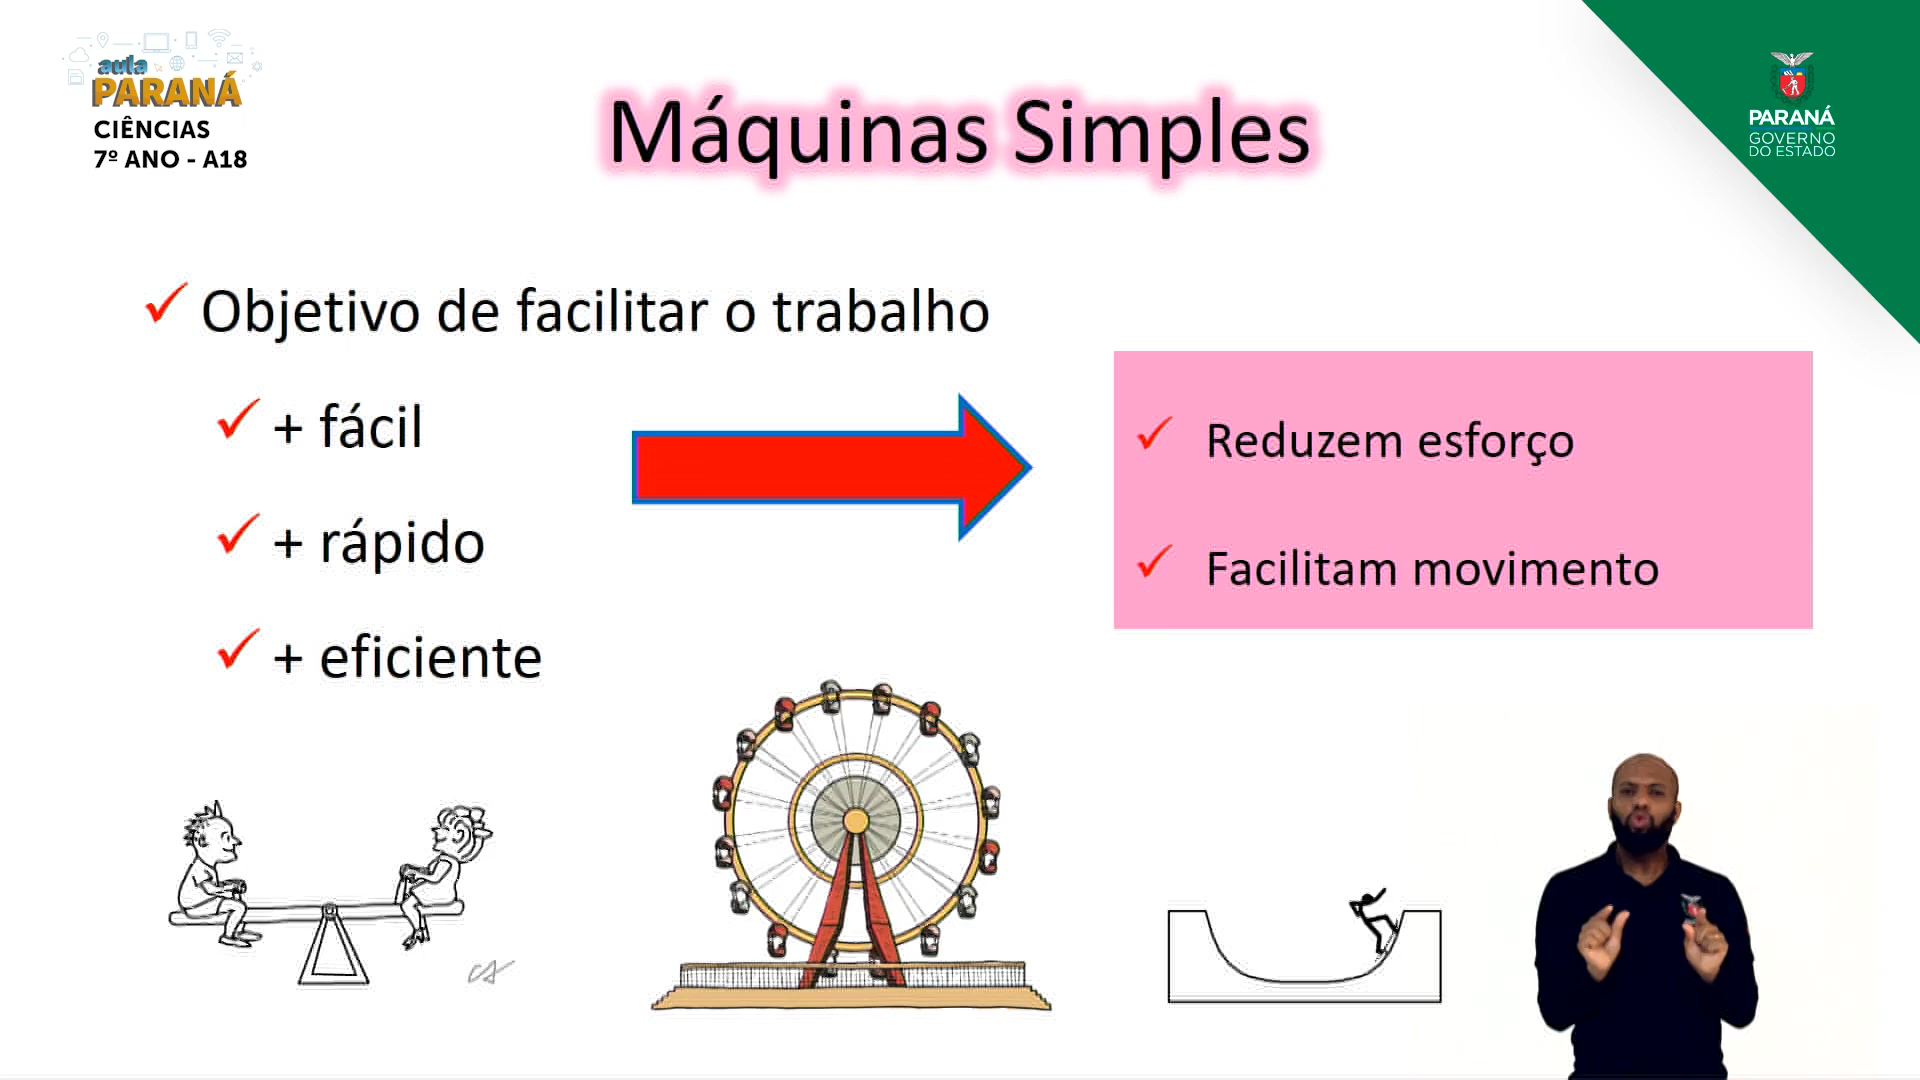 aula
PARANÁ
CIÊNCIAS
7º ANO - A18
Máquinas Simples
PARANÁ
GOVERNO
DO ESTADO
Objetivo de facilitar o trabalho
+ fácil
+ rápido
+ eficiente
Reduzem esforço
Facilitam movimento